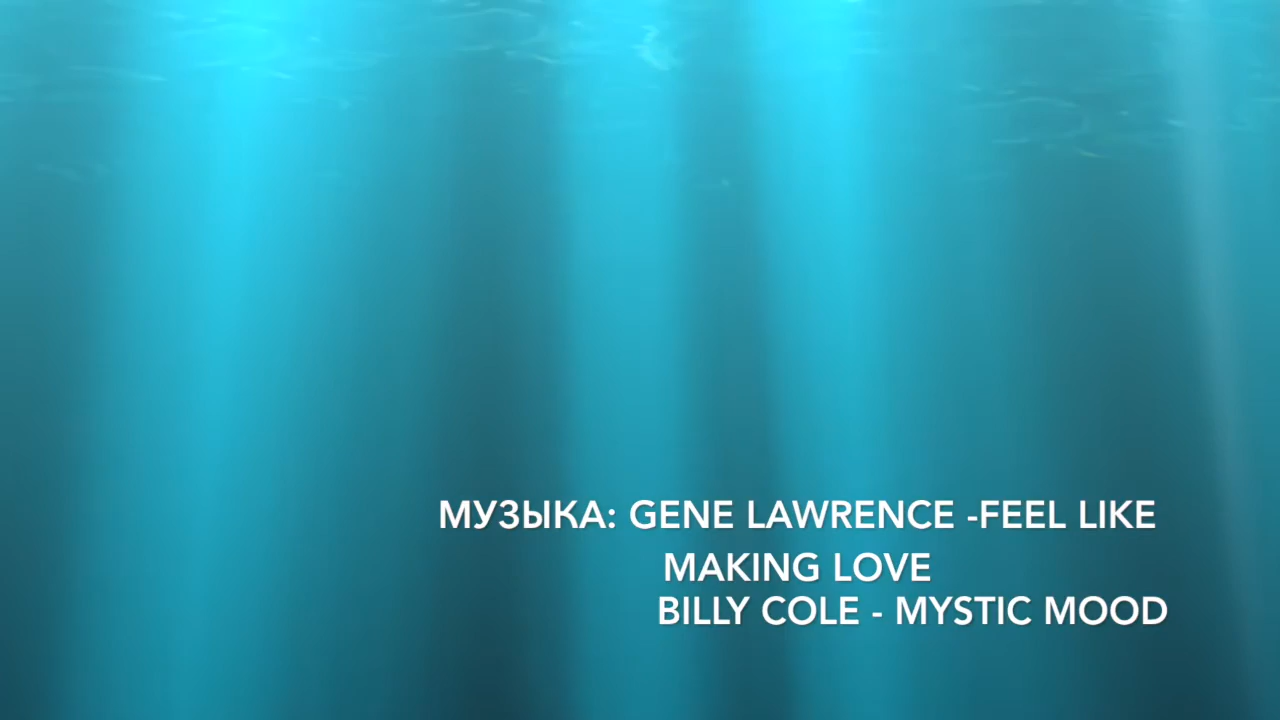 МУЗЫКА: GENE LAWRENCE -FEEL LIKE
MAKING LOVE
BILLY COLE - MYSTIC MOOD